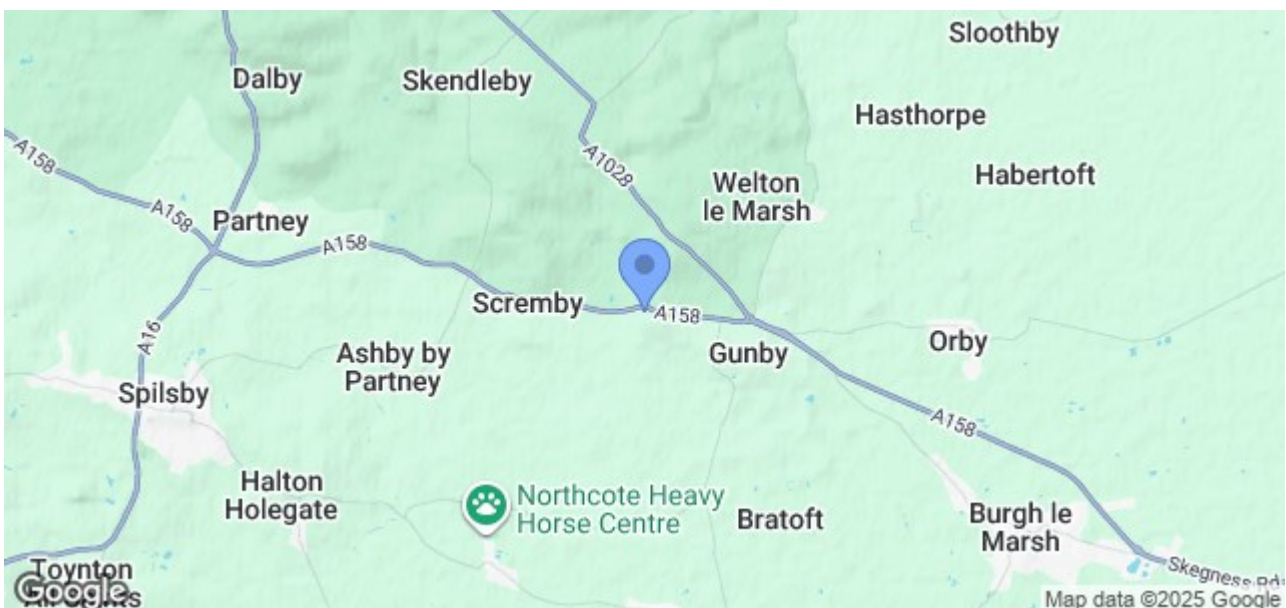 Sloothby
Dalby
Skendleby
Hasthorpe
A158
A1028
Welton
le Marsh
Habertoft
A158
Partney
A158
Scremby
A158
A16
Ashby by
Partney
Gunby
Orby
Spilsby
A158
Halton
Holegate
Northcote Heavy
Horse Centre
Bratoft
Burgh le
Marsh
Toynton
Skegness Rd
Google
Map data ©2025 Google